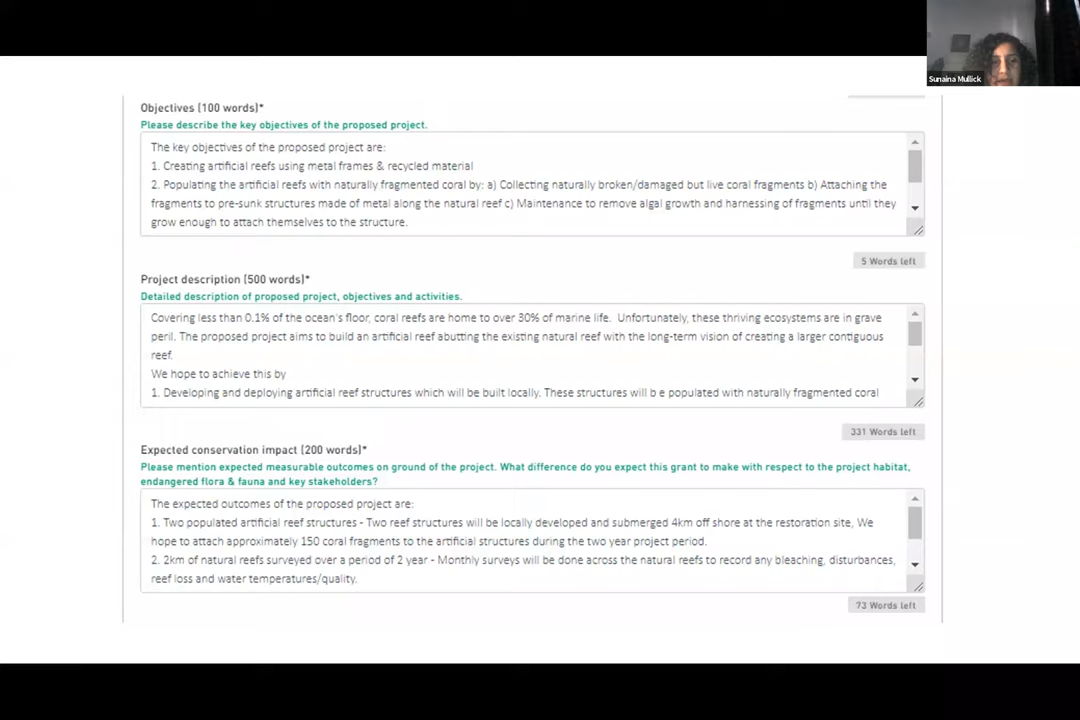 Sunaina Mullick
Objectives (100 words)*
Please describe the key objectives of the proposed project.
The key objectives of the proposed project are:
1. Creating artificial reefs using metal frames & recycled material
2. Populating the artificial reefs with naturally fragmented coral by: a) Collecting naturally broken/damaged but live coral fragments b) Attaching the
fragments to pre-sunk structures made of metal along the natural reef c) Maintenance to remove algal growth and harnessing of fragments until they
grow enough to attach themselves to the structure.
5 Words left
Project description (500 words)*
Detailed description of proposed project, objectives and activities.
Covering less than 0.1% of the ocean's floor, coral reefs are home to over 30% of marine life. Unfortunately, these thriving ecosystems are in grave
peril. The proposed project aims to build an artificial reef abutting the existing natural reef with the long-term vision of creating a larger contiguous
reef.
We hope to achieve this by
1. Developing and deploying artificial reef structures which will be built locally. These structures will b e populated with naturally fragmented coral
331 Words left
Expected conservation impact (200 words)*
Please mention expected measurable outcomes on ground of the project. What difference do you expect this grant to make with respect to the project habitat,
endangered flora & fauna and key stakeholders?
The expected outcomes of the proposed project are:
1. Two populated artificial reef structures - Two reef structures will be locally developed and submerged 4km off shore at the restoration site, We
hope to attach approximately 150 coral fragments to the artificial structures during the two year project period.
2. 2km of natural reefs surveyed over a period of 2 year - Monthly surveys will be done across the natural reefs to record any bleaching, disturbances,
reef loss and water temperatures/quality.
73 Words left